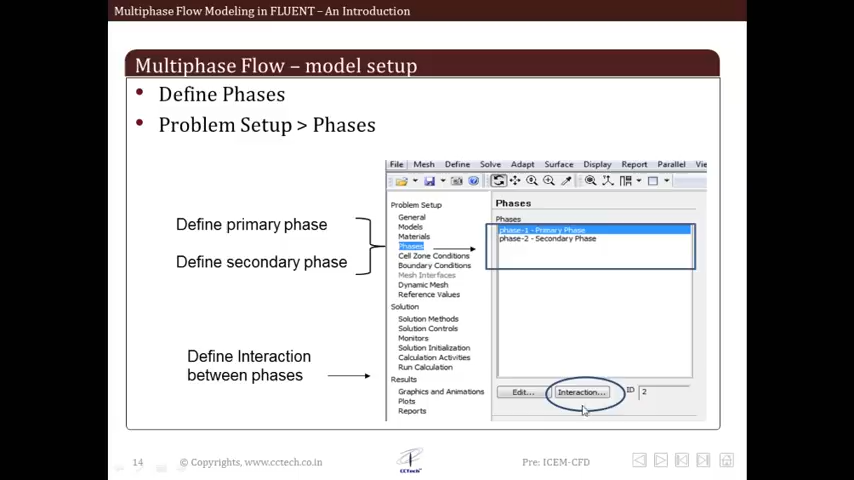 Multiphase Flow Modeling in FLUENT – An Introduction
Multiphase Flow – model setup
• Define Phases
• Problem Setup > Phases
Define primary phase
Define secondary phase
Define Interaction
between phases
File Mesh Define Solve Adapt Surface Display Report Parallel Vie
Problem Setup
General
Models
Materials
Phases
Cell Zone Conditions
Boundary Conditions
Mesh Interfaces
Dynamic Mesh
Reference Values
Solution
Solution Methods
Solution Controls
Monitors
Solution Initialization
Calculation Activities
Run Calculation
Results
Graphics and Animations
Plots
Reports
Phases
Phases
phase-1 - Primary Phase
phase-2 - Secondary Phase
Edit... Interaction... ID 2
14 © Copyrights, www.cctech.co.in CCTech Pre: ICEM-CFD